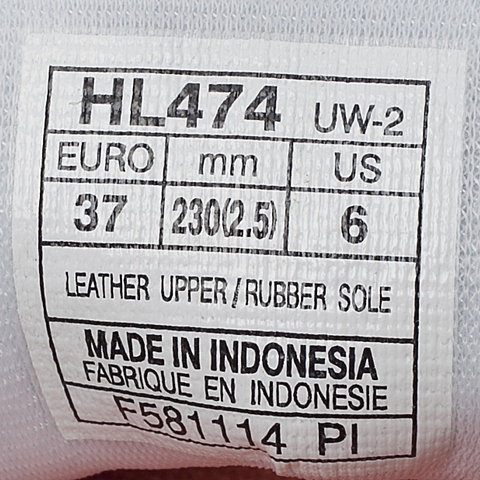 HL474 UW-2
EURO mm US
37 230(2.5) 6
LEATHER UPPER/RUBBER SOLE
MADE IN INDONESIA
FABRIQUE EN INDONESIE
F581114 PI